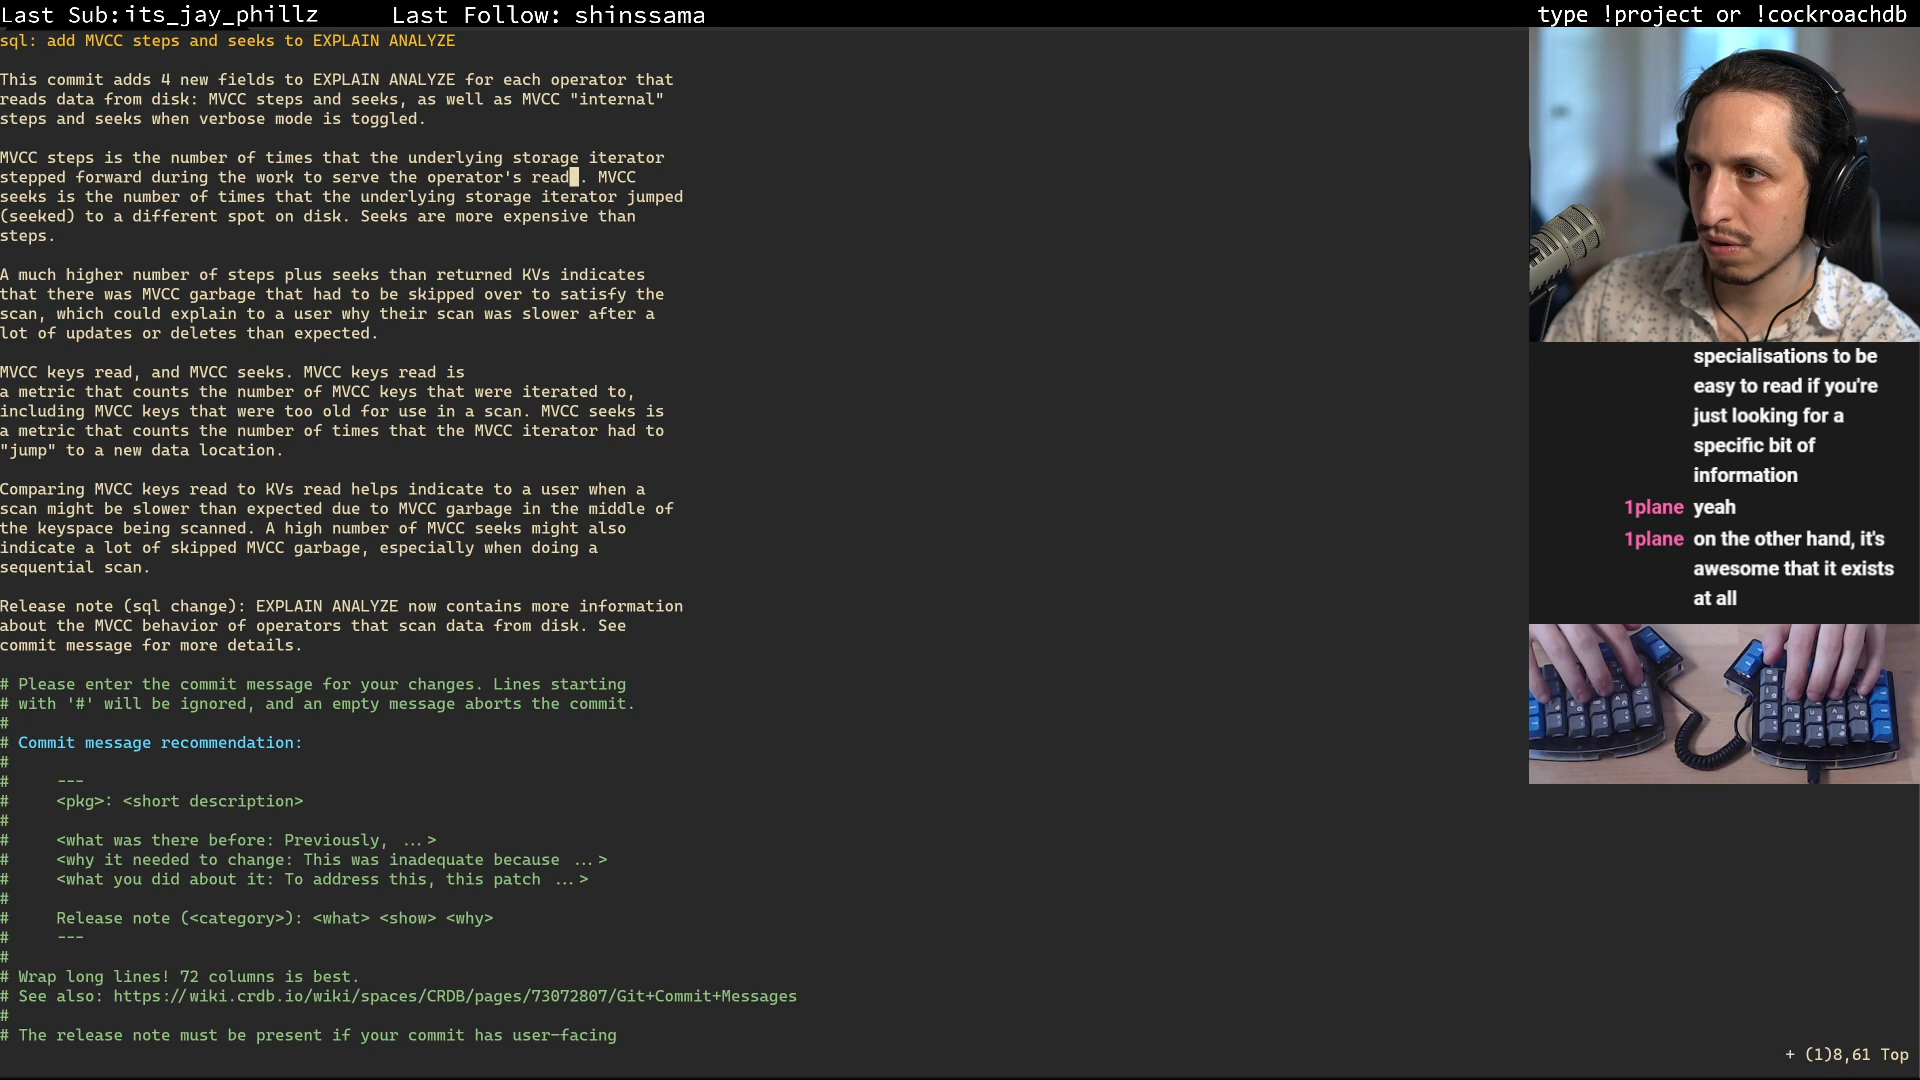 Last Sub:its_jay_phillz
Last Follow: shinssama
type !project or !cockroachdb
sql: add MVCC steps and seeks to EXPLAIN ANALYZE
This commit adds 4 new fields to EXPLAIN ANALYZE for each operator that
reads data from disk: MVCC steps and seeks, as well as MVCC "internal"
steps and seeks when verbose mode is toggled.
MVCC steps is the number of times that the underlying storage iterator
stepped forward during the work to serve the operator's read . MVCC
seeks is the number of times that the underlying storage iterator jumped
(seeked) to a different spot on disk. Seeks are more expensive than
steps.
A much higher number of steps plus seeks than returned KVs indicates
that there was MVCC garbage that had to be skipped over to satisfy the
scan, which could explain to a user why their scan was slower after a
lot of updates or deletes than expected.
MVCC keys read, and MVCC seeks. MVCC keys read is
a metric that counts the number of MVCC keys that were iterated to,
including MVCC keys that were too old for use in a scan. MVCC seeks is
a metric that counts the number of times that the MVCC iterator had to
"jump" to a new data location.
Comparing MVCC keys read to KVs read helps indicate to a user when a
scan might be slower than expected due to MVCC garbage in the middle of
the keyspace being scanned. A high number of MVCC seeks might also
indicate a lot of skipped MVCC garbage, especially when doing a
sequential scan.
Release note (sql change): EXPLAIN ANALYZE now contains more information
about the MVCC behavior of operators that scan data from disk. See
commit message for more details.
# Please enter the commit message for your changes. Lines starting
# with '#' will be ignored, and an empty message aborts the commit.
#
# Commit message recommendation:
#
#     ---
#     <pkg>: <short description>
#
#     <what was there before: Previously, ...>
#     <why it needed to change: This was inadequate because ...>
#     <what you did about it: To address this, this patch ...>
#
#     Release note (<category>): <what> <show> <why>
#     ---
#
# Wrap long lines! 72 columns is best.
# See also: https://wiki.crdb.io/wiki/spaces/CRDB/pages/73072807/Git+Commit+Messages
#
# The release note must be present if your commit has user-facing
+ (1)8,61 Top
specialisations to be
easy to read if you're
just looking for a
specific bit of
information
1plane yeah
1plane on the other hand, it's
awesome that it exists
at all